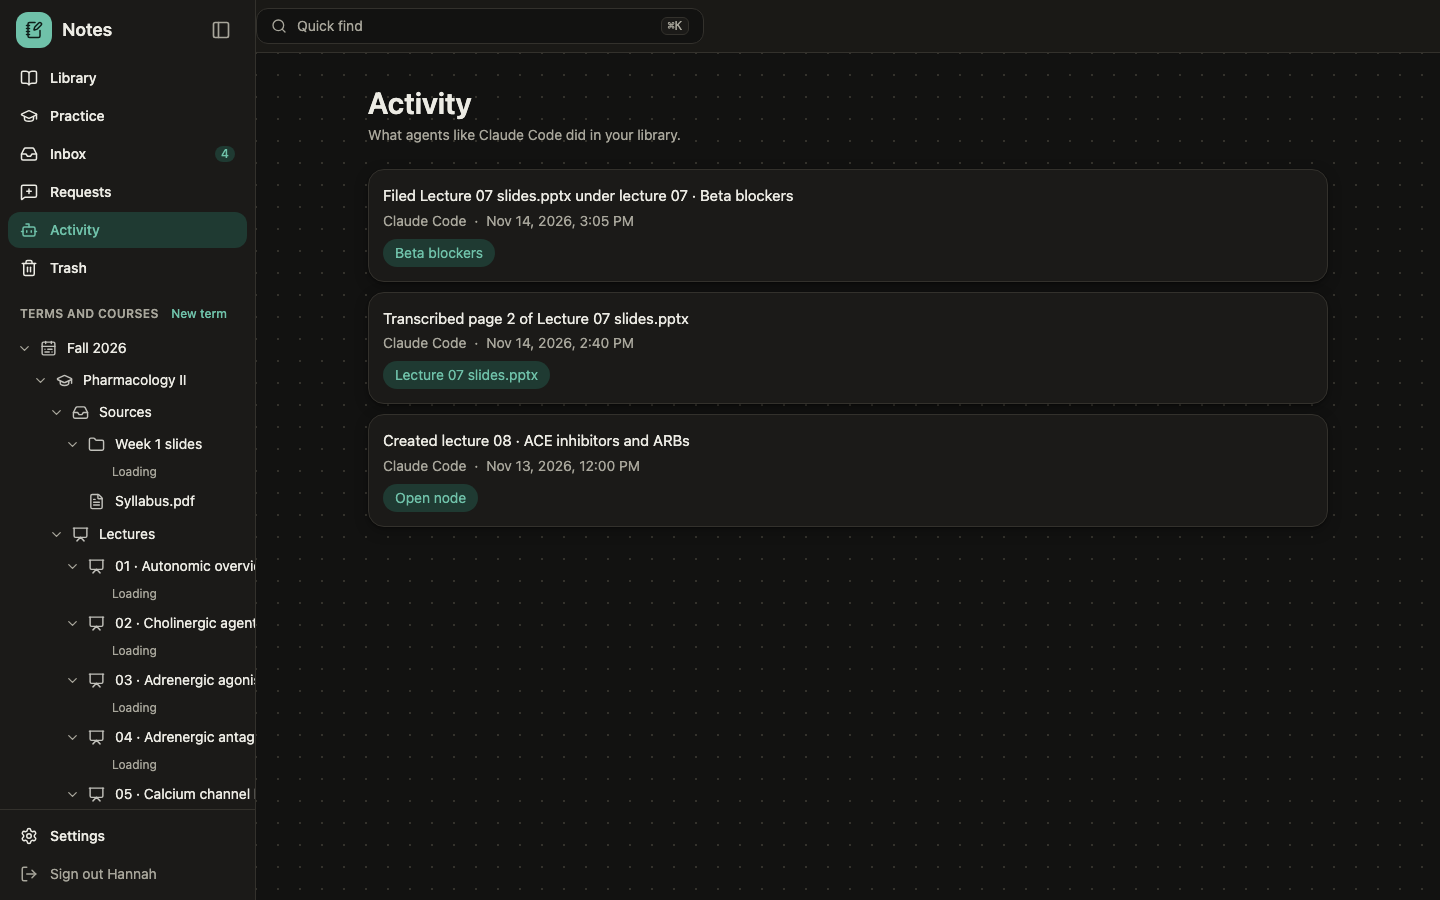 Notes
Quick find
⌘K
Library
Practice
Inbox
4
Requests
Activity
Trash
TERMS AND COURSES
New term
Fall 2026
Pharmacology II
Sources
Week 1 slides
Loading
Syllabus.pdf
Lectures
01 · Autonomic
Loading
02 · Cholinergic
Loading
03 · Adrenergic
Loading
04 · Adrenergic
Loading
05 · Calcium channel
Settings
Sign out Hannah
Activity
What agents like Claude Code did in your library.
Filed Lecture 07 slides.pptx under lecture 07 · Beta blockers
Claude Code · Nov 14, 2026, 3:05 PM
Beta blockers
Transcribed page 2 of Lecture 07 slides.pptx
Claude Code · Nov 14, 2026, 2:40 PM
Lecture 07 slides.pptx
Created lecture 08 · ACE inhibitors and ARBs
Claude Code · Nov 13, 2026, 12:00 PM
Open node